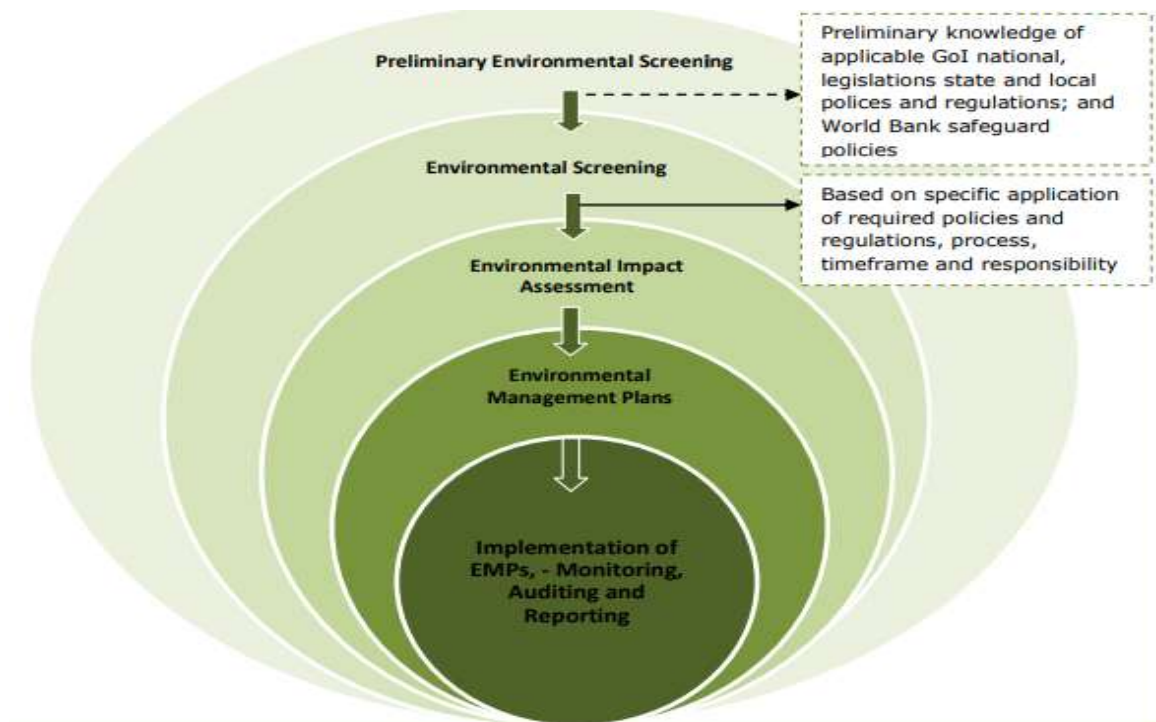 Preliminary Environmental Screening
Preliminary knowledge of
applicable GoI national,
legislations state and local
polices and regulations; and
World Bank safeguard
policies
Environmental Screening
Based on specific application
of required policies and
regulations, process,
timeframe and responsibility
Environmental Impact
Assessment
Environmental
Management Plans
Implementation of
EMPs, - Monitoring,
Auditing and
Reporting